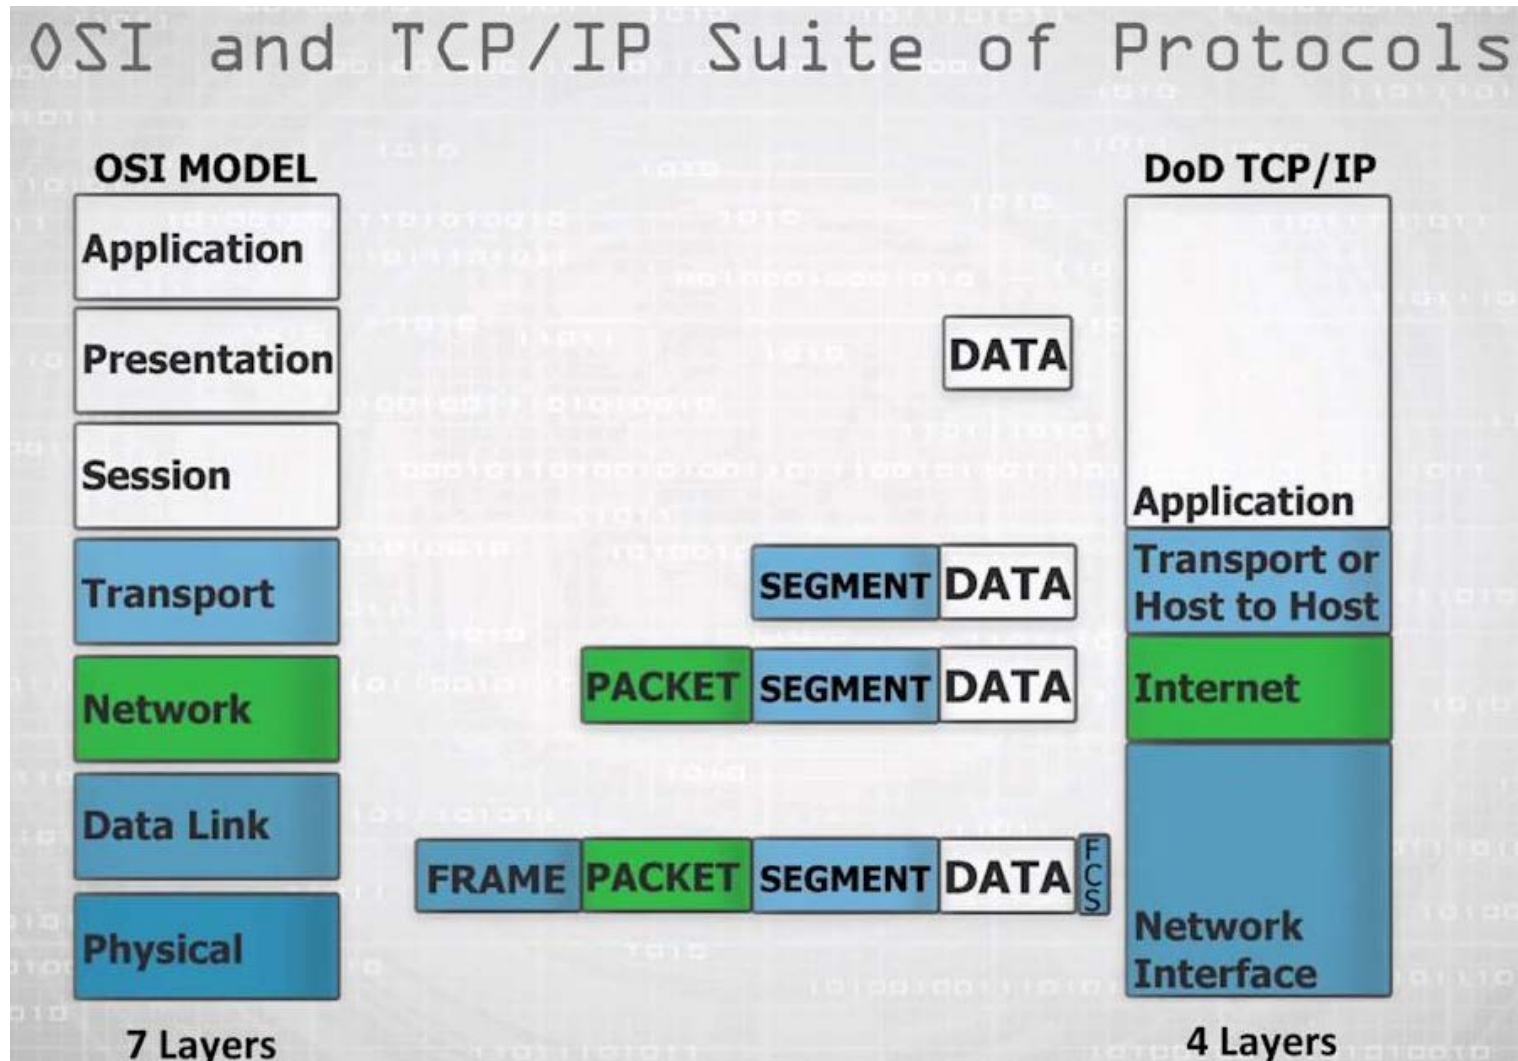 OSI and TCP/IP Suite of Protocols
OSI MODEL
Application
Presentation
Session
Transport
Network
Data Link
Physical
7 Layers
DATA
SEGMENT DATA
PACKET SEGMENT DATA
FRAME PACKET SEGMENT DATA FCS
DoD TCP/IP
Application
Transport or
Host to Host
Internet
Network
Interface
4 Layers